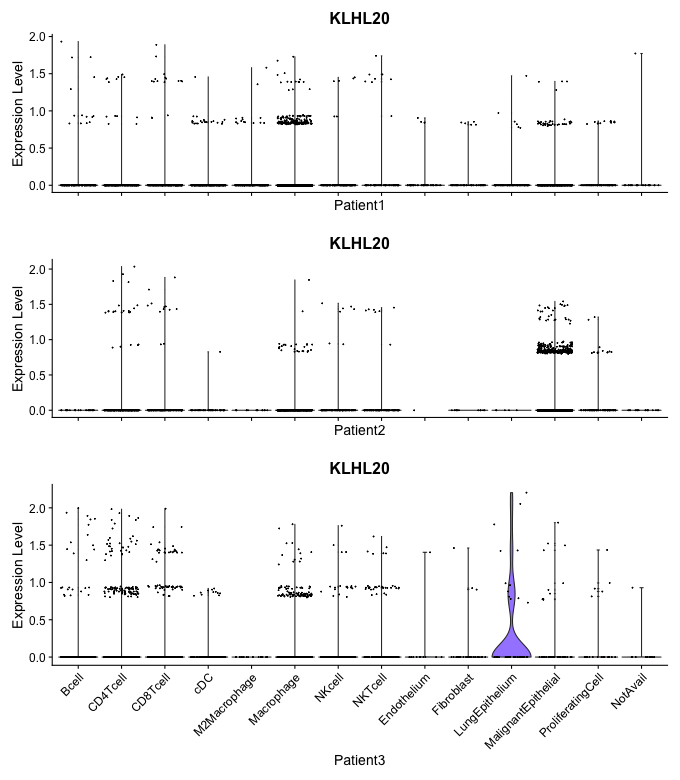 KLHL20
Expression Level
2.0
1.5
1.0
0.5
0.0
Patient1
KLHL20
Expression Level
2.0
1.5
1.0
0.5
0.0
Patient2
KLHL20
Expression Level
2.0
1.5
1.0
0.5
0.0
Bcell
CD4Tcell
CD8Tcell
cDC
M2Macrophage
Macrophage
NKcell
NKTcell
Endothelium
Fibroblast
LungEpithelium
MalignantEpithelial
ProliferatingCell
NotAvail
Patient3